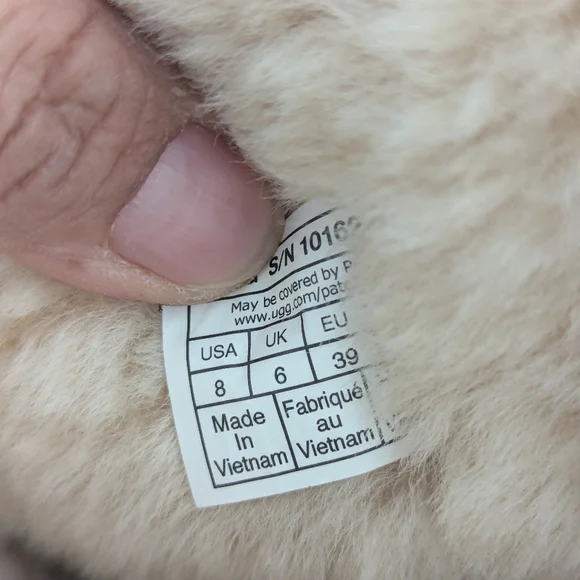 S/N 10162
May be covered by
www.ugg.com/pat
USA UK EU
8 6 39
Made In Vietnam
Fabriqué au Vietnam